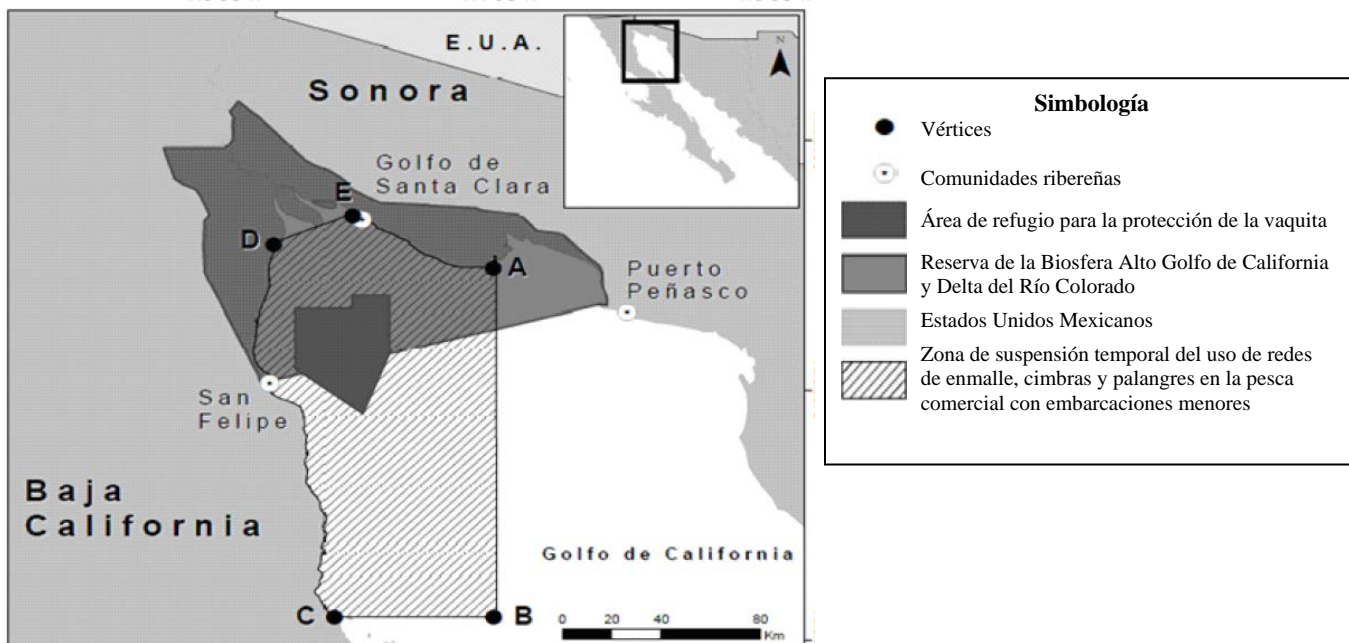 E.U.A.
N
Sonora
Golfo de
Santa Clara
E
D
A
Puerto
Peñasco
San
Felipe
Baja
California
Golfo de California
C
B
0 20 40 80
Km
Simbología
Vértices
Comunidades ribereñas
Área de refugio para la protección de la vaquita
Reserva de la Biosfera Alto Golfo de California
y Delta del Río Colorado
Estados Unidos Mexicanos
Zona de suspensión temporal del uso de redes
de enmalle, cimbras y palangres en la pesca
comercial con embarcaciones menores